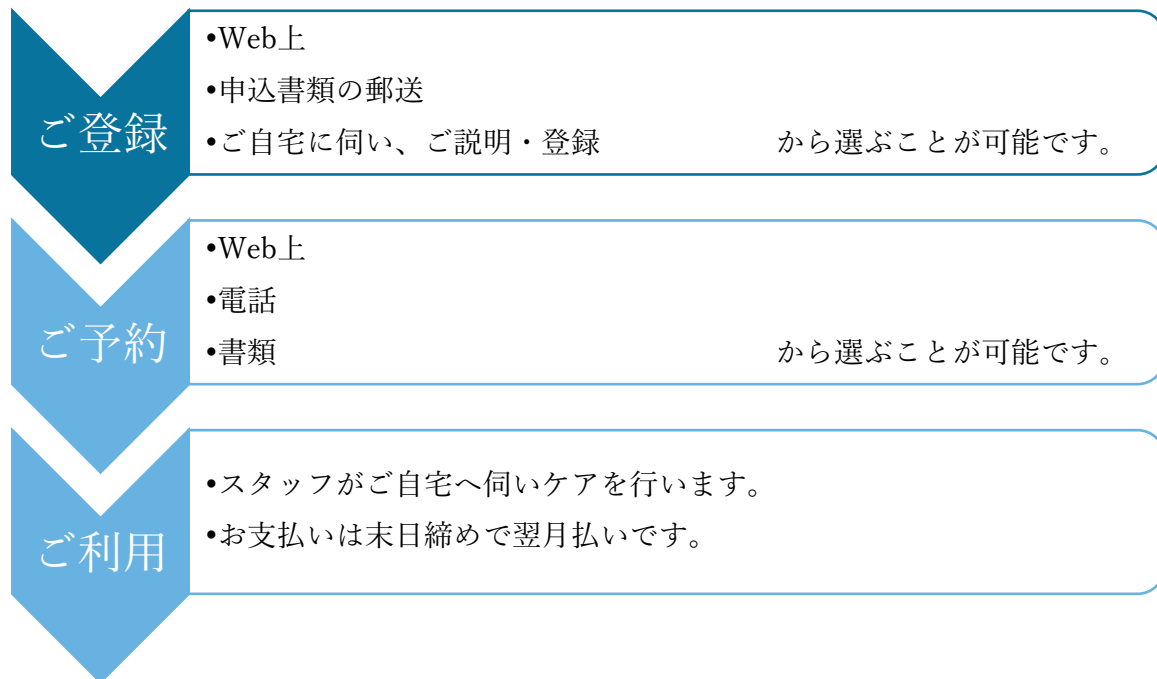 ご登録
•Web上
•申込書類の郵送
•ご自宅に伺い、ご説明・登録 から選ぶことが可能です。
ご予約
•Web上
•電話
•書類 から選ぶことが可能です。
ご利用
•スタッフがご自宅へ伺いケアを行います。
•お支払いは末日締めで翌月払いです。